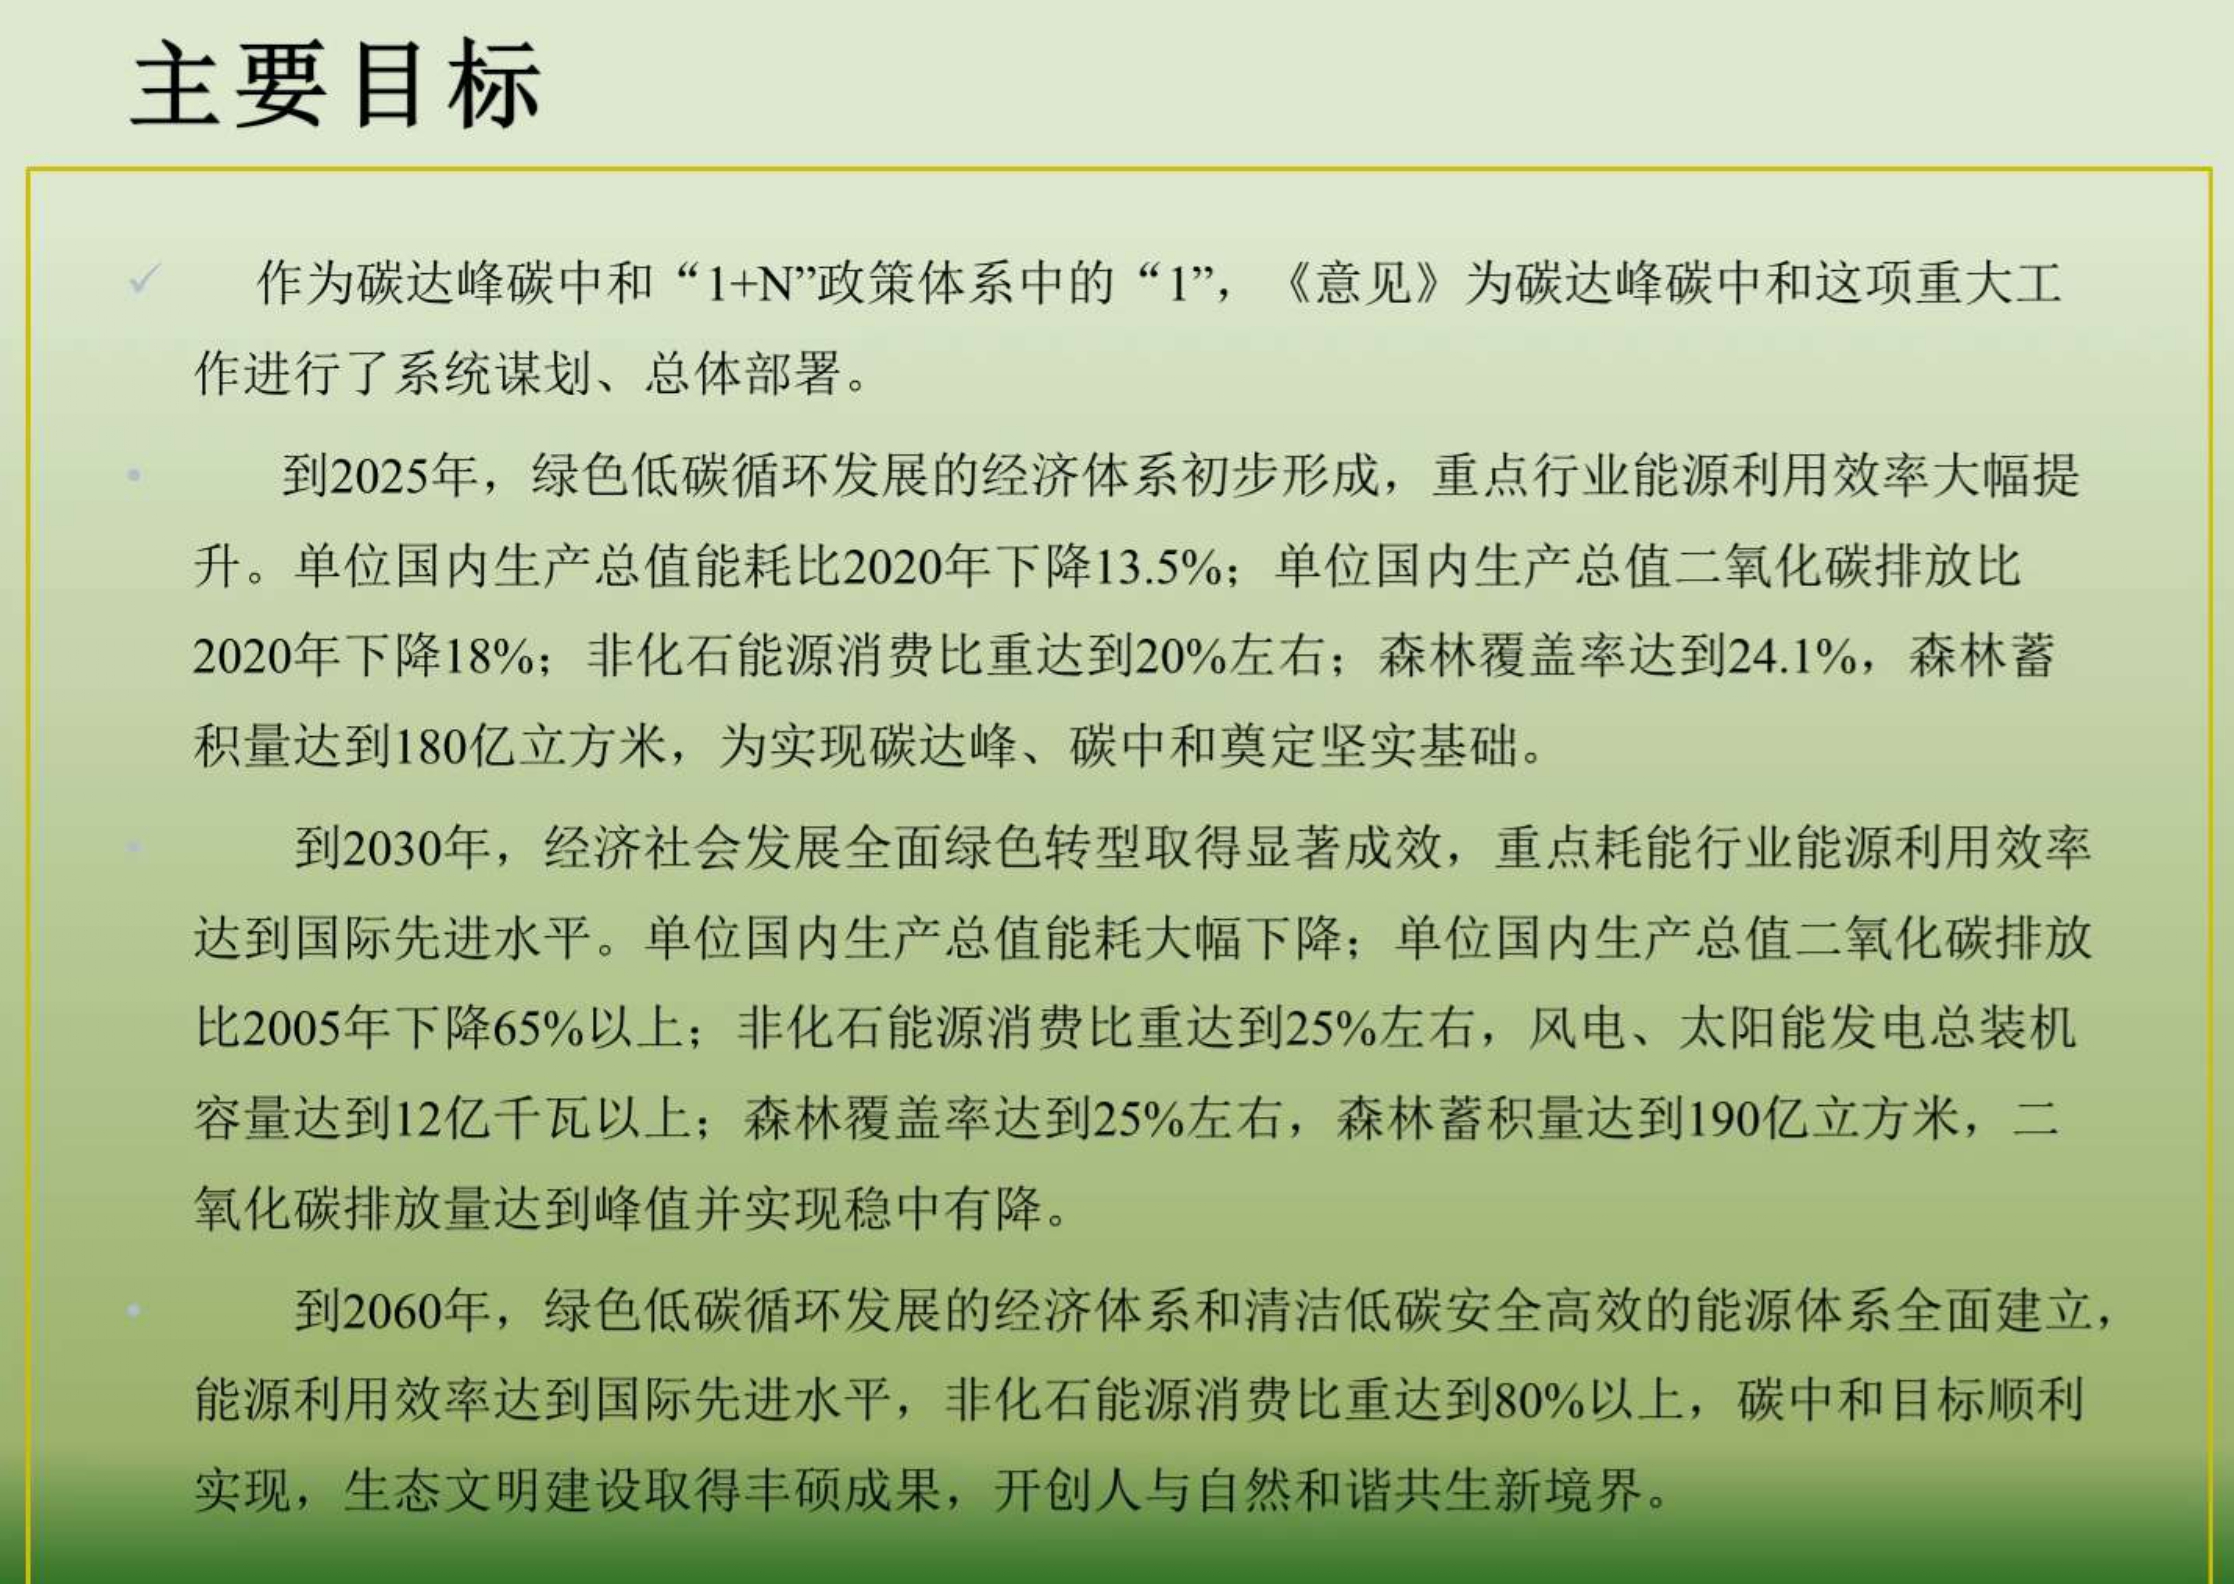 主要目标
作为碳达峰碳中和“1+N”政策体系中的“1”，《意见》为碳达峰碳中和这项重大工
作进行了系统谋划、总体部署。
到2025年，绿色低碳循环发展的经济体系初步形成，重点行业能源利用效率大幅提
升。单位国内生产总值能耗比2020年下降13.5%；单位国内生产总值二氧化碳排放比
2020年下降18%；非化石能源消费比重达到20%左右；森林覆盖率达到24.1%，森林蓄
积量达到180亿立方米，为实现碳达峰、碳中和奠定坚实基础。
到2030年，经济社会发展全面绿色转型取得显著成效，重点耗能行业能源利用效率
达到国际先进水平。单位国内生产总值能耗大幅下降；单位国内生产总值二氧化碳排放
比2005年下降65%以上；非化石能源消费比重达到25%左右，风电、太阳能发电总装机
容量达到12亿千瓦以上；森林覆盖率达到25%左右，森林蓄积量达到190亿立方米，二
氧化碳排放量达到峰值并实现稳中有降。
到2060年，绿色低碳循环发展的经济体系和清洁低碳安全高效的能源体系全面建立，
能源利用效率达到国际先进水平，非化石能源消费比重达到80%以上，碳中和目标顺利
实现，生态文明建设取得丰硕成果，开创人与自然和谐共生新境界。